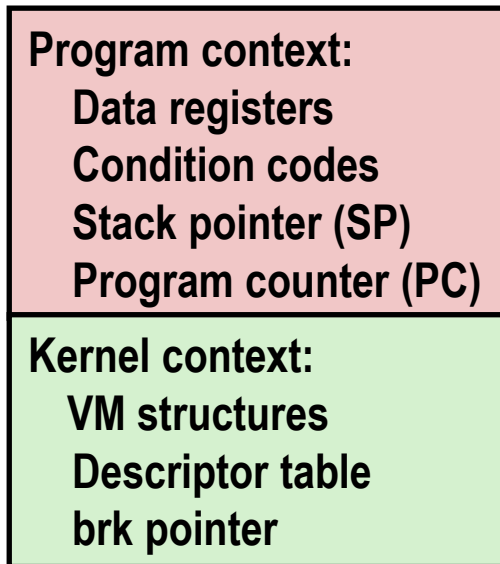 Program context:
Data registers
Condition codes
Stack pointer (SP)
Program counter (PC)
Kernel context:
VM structures
Descriptor table
brk pointer